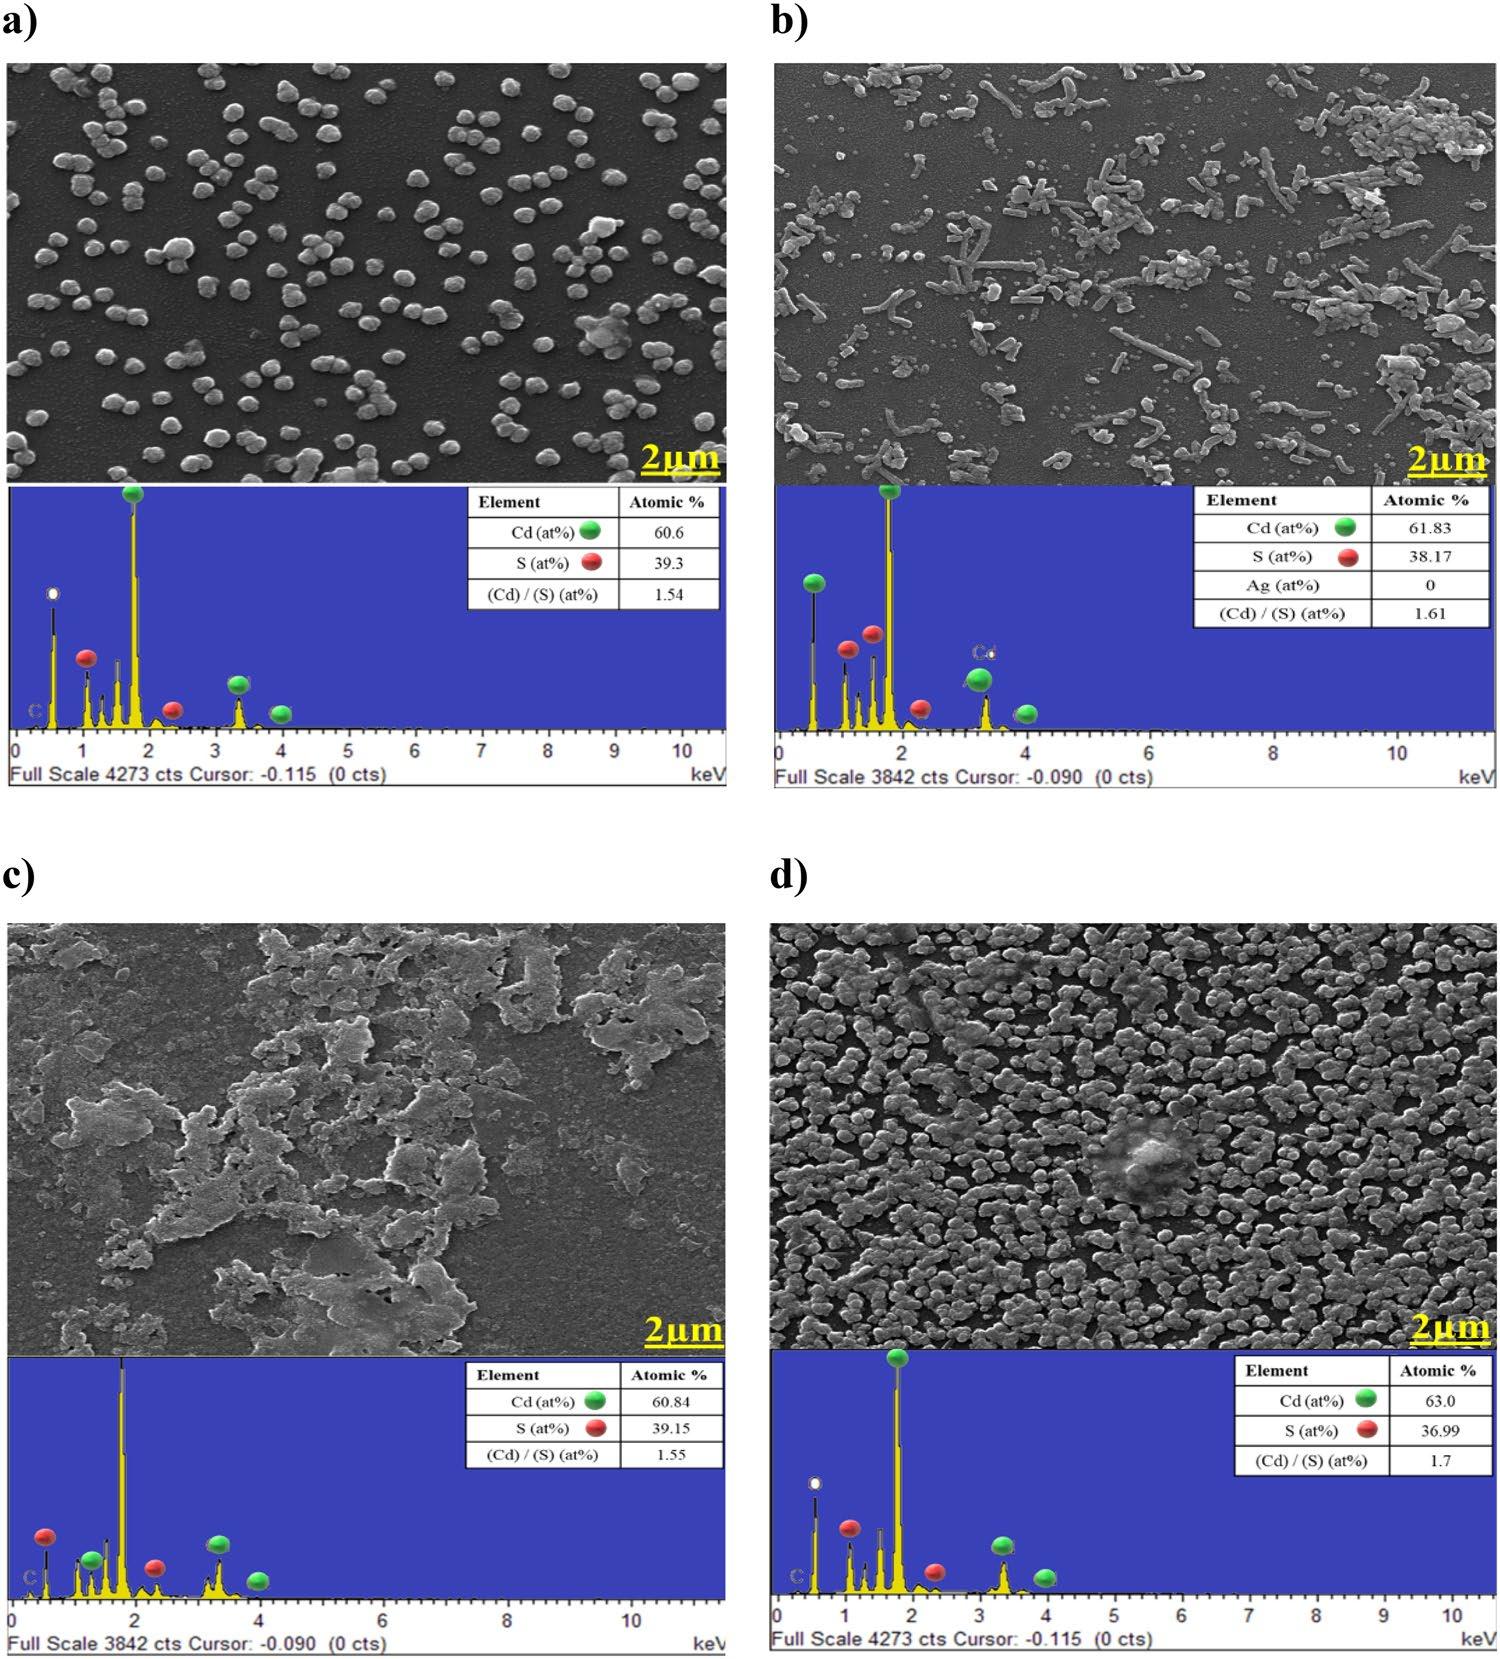 a)
b)
2µm
2µm
Element Atomic %
Cd (at%) 60.6
S (at%) 39.3
(Cd) / (S) (at%) 1.54
C
0 1 2 3 4 5 6 7 8 9 10
Full Scale 4273 cts Cursor: -0.115 (0 cts) keV
Element Atomic %
Cd (at%) 61.83
S (at%) 38.17
Ag (at%) 0
(Cd) / (S) (at%) 1.61
Cd
0 2 4 6 8 10
Full Scale 3842 cts Cursor: -0.090 (0 cts) keV
c)
d)
2µm
2µm
Element Atomic %
Cd (at%) 60.84
S (at%) 39.15
(Cd) / (S) (at%) 1.55
C
0 2 4 6 8 10
Full Scale 3842 cts Cursor: -0.090 (0 cts) keV
Element Atomic %
Cd (at%) 63.0
S (at%) 36.99
(Cd) / (S) (at%) 1.7
C
0 1 2 3 4 5 6 7 8 9 10
Full Scale 4273 cts Cursor: -0.115 (0 cts) keV